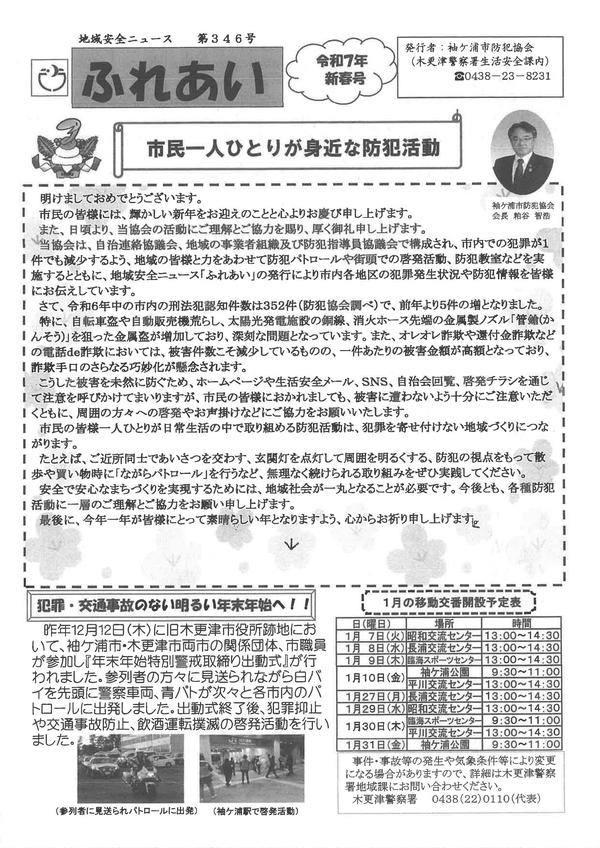 地域安全ニュース　第346号
ふれあい
令和7年
新春号
発行者：袖ケ浦市防犯協会
（木更津警察署生活安全課内）
☎0438－23－8231
市民一人ひとりが身近な防犯活動
袖ケ浦市防犯協会
会長 粕谷 智浩
明けましておめでとうございます。
市民の皆様には、輝かしい新年をお迎えのことと心よりお慶び申し上げます。
また、日頃より、当協会の活動にご理解とご協力を賜り、厚く御礼申し上げます。
当協会は、自治連絡協議会、地域の事業者組織及び防犯指導員協議会で構成され、市内での犯罪が1
件でも減少するよう、地域の皆様と力をあわせて防犯パトロールや街頭での啓発活動、防犯教室などを実
施するとともに、地域安全ニュース「ふれあい」の発行により市内各地区の犯罪発生状況や防犯情報を皆様
にお伝えしています。
さて、令和6年中の市内の刑法犯認知件数は352件（防犯協会調べ）で、前年より5件の増となりました。
特に、自転車盗や自動販売機荒らし、太陽光発電施設の銅線、消火ホース先端の金属製ノズル「管鎗（か
んそう）」を狙った金属盗が増加しており、深刻な問題となっています。また、オレオレ詐欺や還付金詐欺など
の電話de詐欺においては、被害件数こそ減少しているものの、一件あたりの被害金額が高額となっており、
詐欺手口のさらなる巧妙化が懸念されます。
こうした被害を未然に防ぐため、ホームページや生活安全メール、SNS、自治会回覧、啓発チラシを通じ
て注意を呼びかけてまいりますが、市民の皆様におかれましても、被害に遭わないよう十分にご注意いただ
くともに、周囲の方々への啓発やお声掛けなどにご協力をお願いいたします。
市民の皆様一人ひとりが日常生活の中で取り組める防犯活動は、犯罪を寄せ付けない地域づくりにつな
がります。
たとえば、ご近所同士であいさつを交わす、玄関灯を点灯して周囲を明るくする、防犯の視点をもって散
歩や買い物時に「ながらパトロール」を行うなど、無理なく続けられる取り組みをぜひ実践してください。
安全で安心なまちづくりを実現するためには、地域社会が一丸となることが必要です。今後とも、各種防犯
活動に一層のご理解とご協力をお願い申し上げます。
最後に、今年一年が皆様にとって素晴らしい年となりますよう、心からお祈り申し上げます。
犯罪・交通事故のない明るい年末年始へ！！
昨年12月12日（木）に旧木更津市役所跡地にお
いて、袖ケ浦市・木更津市両市の関係団体、市職員
が参加し『年末年始特別警戒取締り出動式』が行
われました。参列者の方々に見送られながら白バ
イを先頭に警察車両、青パトが次々と各市内のパ
トロールに出発しました。出動式終了後、犯罪抑止
や交通事故防止、飲酒運転撲滅の啓発活動を行い
ました。
（参列者に見送られパトロールに出発）　（袖ケ浦駅で啓発活動）
1月の移動交番開設予定表
日（曜日）　場所　時間
1月 7日（火）　昭和交流センター　13：00～14：30
1月 8日（水）　長浦交流センター　13：00～14：30
1月 9日（木）　臨海スポーツセンター　13：00～14：30
1月10日（金）　袖ケ浦公園　9：30～11：00
平川交流センター　13：00～14：30
1月27日（月）　長浦交流センター　13：00～14：30
1月29日（水）　昭和交流センター　13：00～14：30
1月30日（木）　臨海スポーツセンター　9：30～11：00
平川交流センター　13：00～14：30
1月31日（金）　袖ケ浦公園　9：30～11：00
事件・事故等の発生や気象条件等により変更
になる場合がありますので、詳細は木更津警察
署地域課にお問い合わせください。
木更津警察署　0438（22）0110（代表）